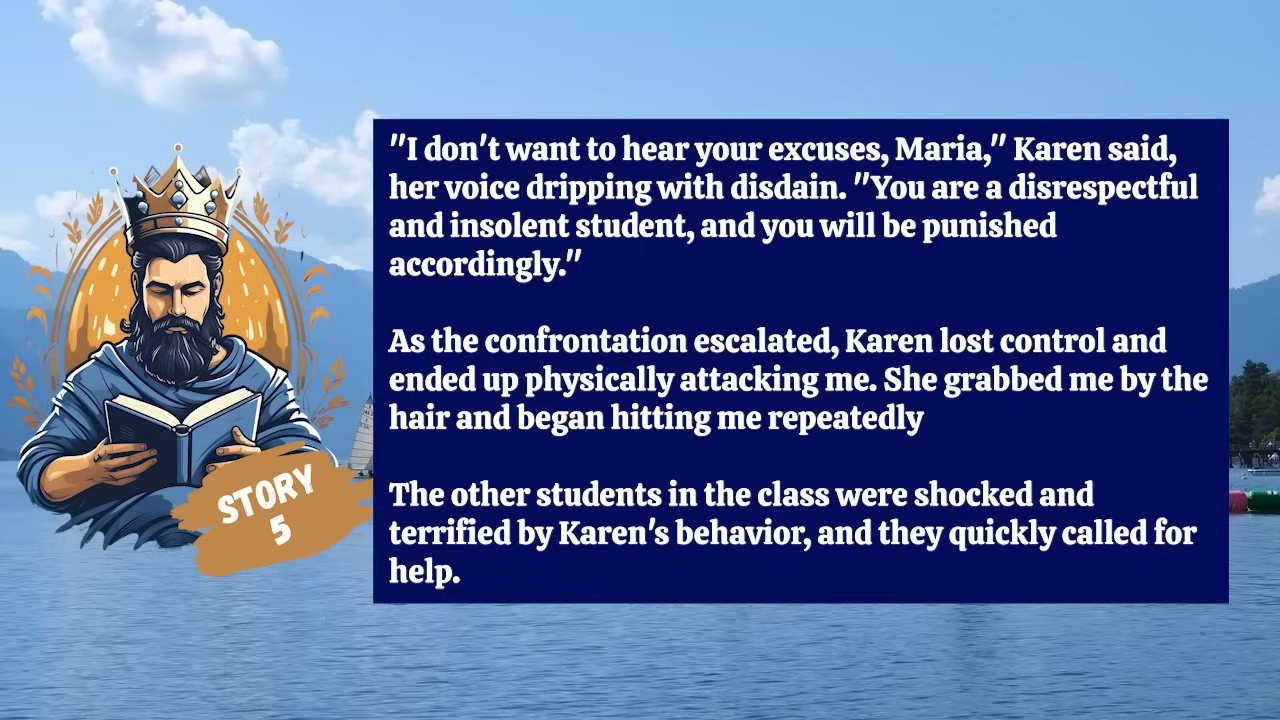 "I don't want to hear your excuses, Maria," Karen said,
her voice dripping with disdain. "You are a disrespectful
and insolent student, and you will be punished
accordingly."
As the confrontation escalated, Karen lost control and
ended up physically attacking me. She grabbed me by the
hair and began hitting me repeatedly
The other students in the class were shocked and
terrified by Karen's behavior, and they quickly called for
help.
STORY
5